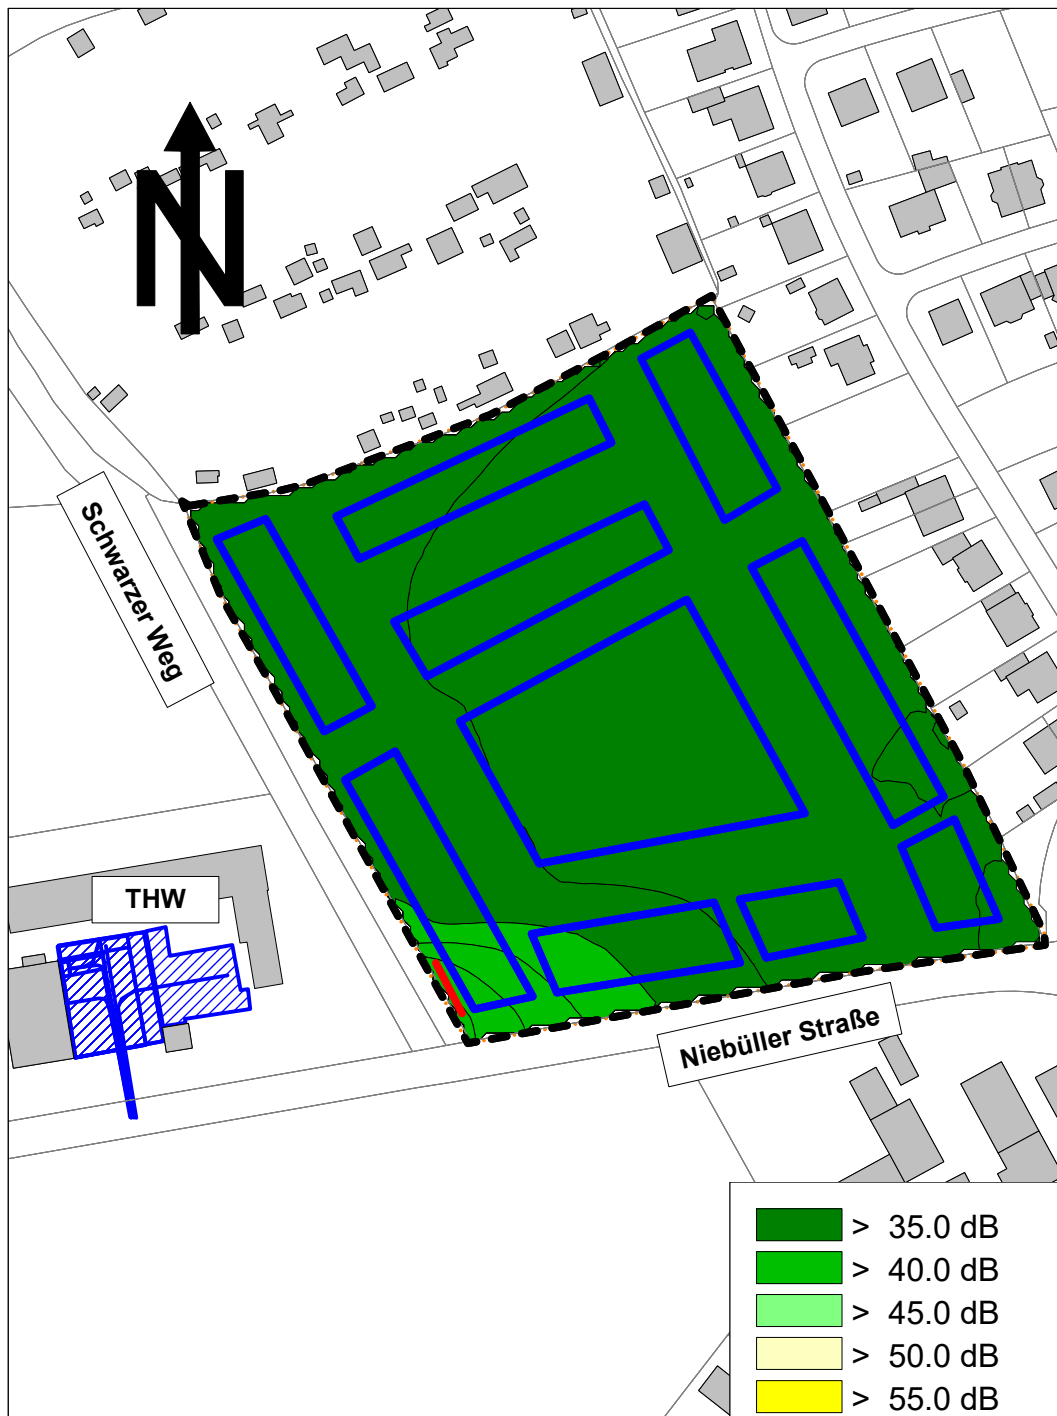 N
Schwarzer Weg
THW
Niebüller Straße
> 35.0 dB
> 40.0 dB
> 45.0 dB
> 50.0 dB
> 55.0 dB